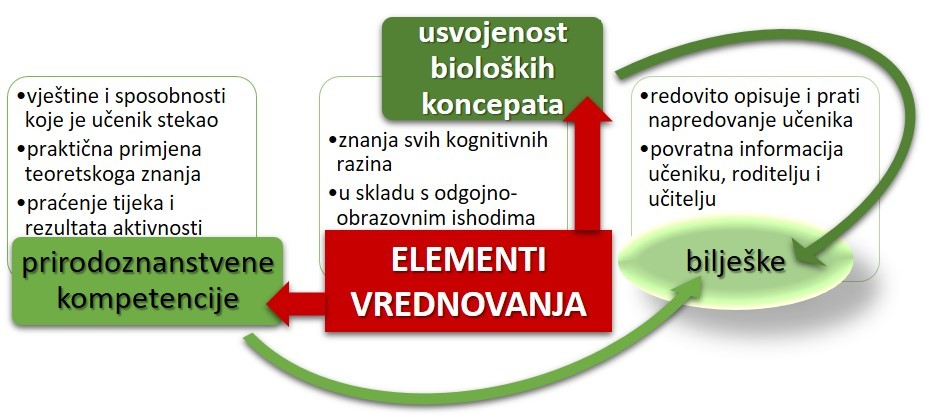 usvojenost
bioloških
koncepata
•vještine i sposobnosti
koje je učenik stekao
•praktična primjena
teoretskoga znanja
•praćenje tijeka i
rezultata aktivnosti
prirodoznanstvene
kompetencije
•znanja svih kognitivnih
razina
•u skladu s odgojno-
obrazovnim ishodima
ELEMENTI
VREDNOVANJA
•redovito opisuje i prati
napredovanje učenika
•povratna informacija
učeniku, roditelju i
učitelju
bilješke